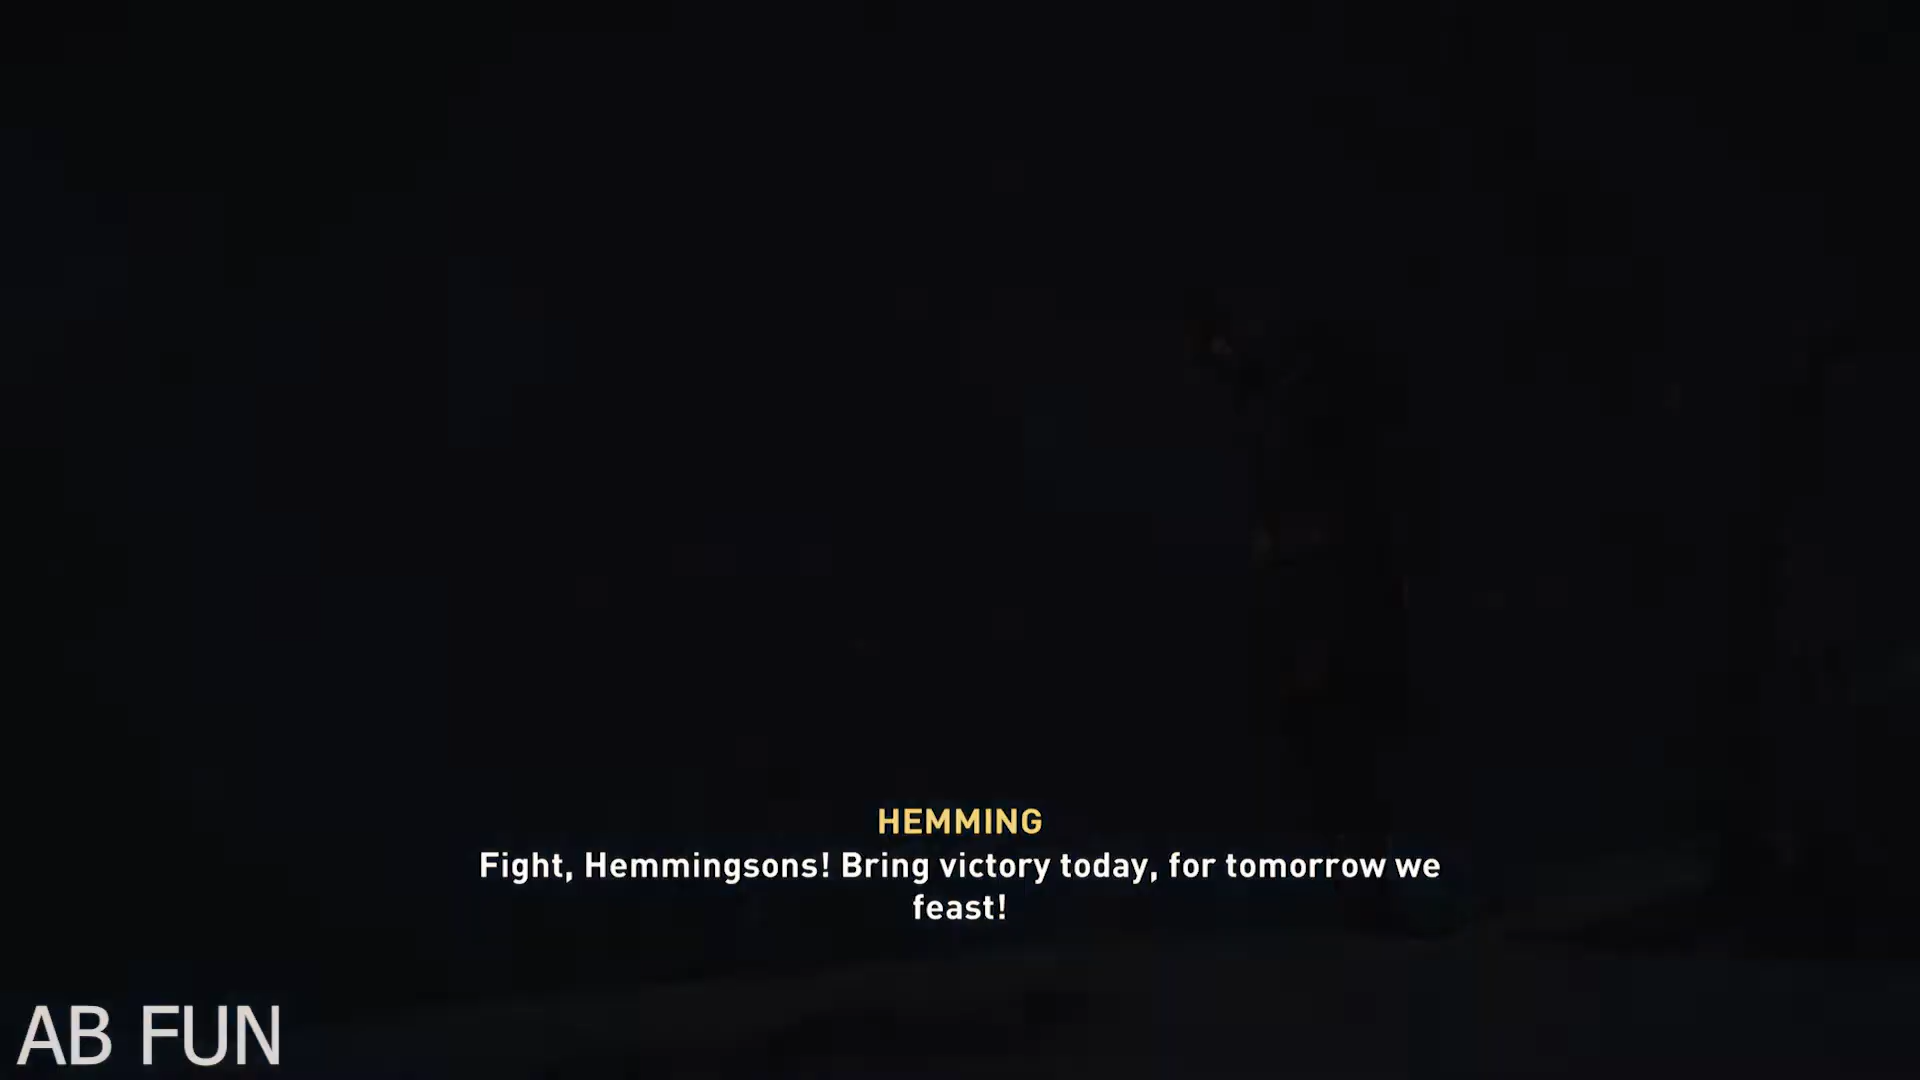 HEMMING
Fight, Hemmingsons! Bring victory today, for tomorrow we
feast!
AB FUN